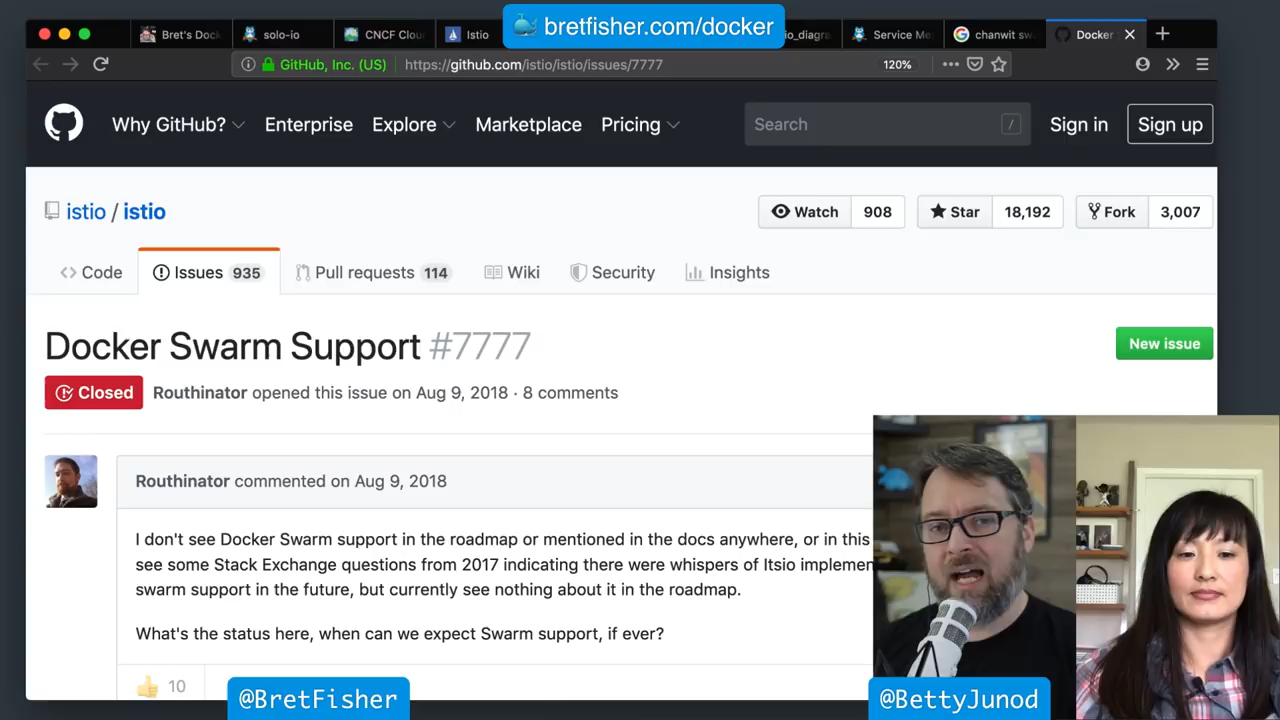 bretfisher.com/docker
Bret's Doc
solo-io
CNCF Clou
Istio
io_diagra
Service Me
chanwit sw
Docker
GitHub, Inc. (US)
https://github.com/istio/istio/issues/7777
120%
Why GitHub?
Enterprise
Explore
Marketplace
Pricing
Search
/
Sign in
Sign up
istio / istio
Watch 908
Star 18,192
Fork 3,007
Code
Issues 935
Pull requests 114
Wiki
Security
Insights
Docker Swarm Support #7777
New issue
Closed
Routhinator opened this issue on Aug 9, 2018 · 8 comments
Routhinator commented on Aug 9, 2018
I don't see Docker Swarm support in the roadmap or mentioned in the docs anywhere, or in this
see some Stack Exchange questions from 2017 indicating there were whispers of Itsio implemen
swarm support in the future, but currently see nothing about it in the roadmap.
What's the status here, when can we expect Swarm support, if ever?
10
@BretFisher
@BettyJunod